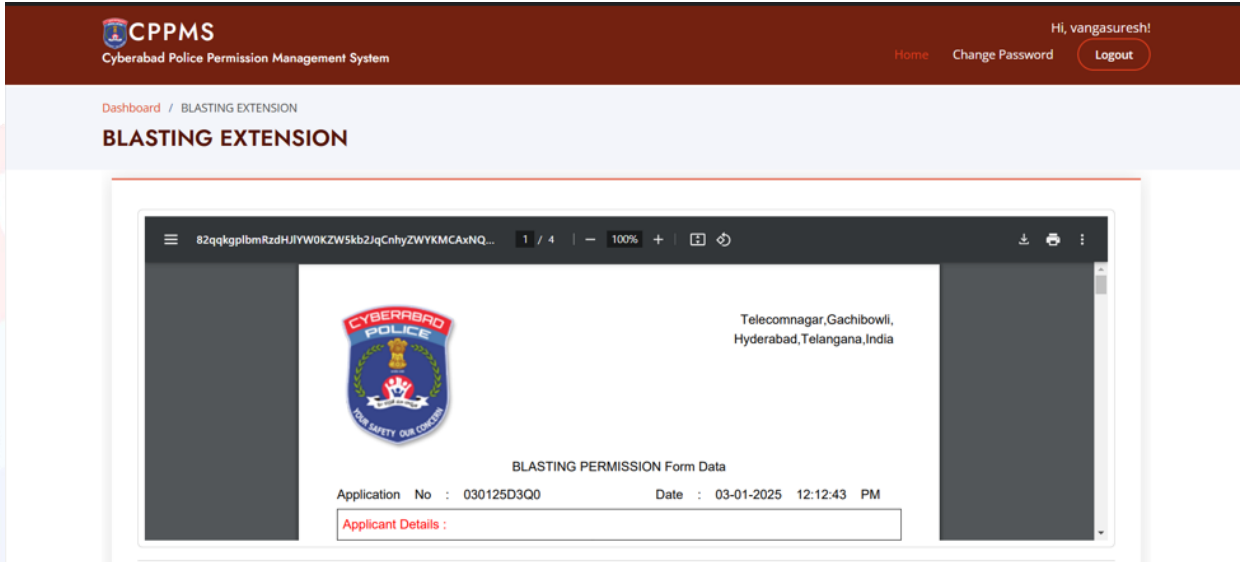 CPPMS
Cyberabad Police Permission Management System
Hi, vangasuresh!
Home Change Password Logout
Dashboard / BLASTING EXTENSION
BLASTING EXTENSION
1 / 4 100%
CYBERABAD
POLICE
YOUR SAFETY OUR CONCERN
Telecomnagar,Gachibowli,
Hyderabad,Telangana,India
BLASTING PERMISSION Form Data
Application No : 030125D3Q0 Date : 03-01-2025 12:12:43 PM
Applicant Details :